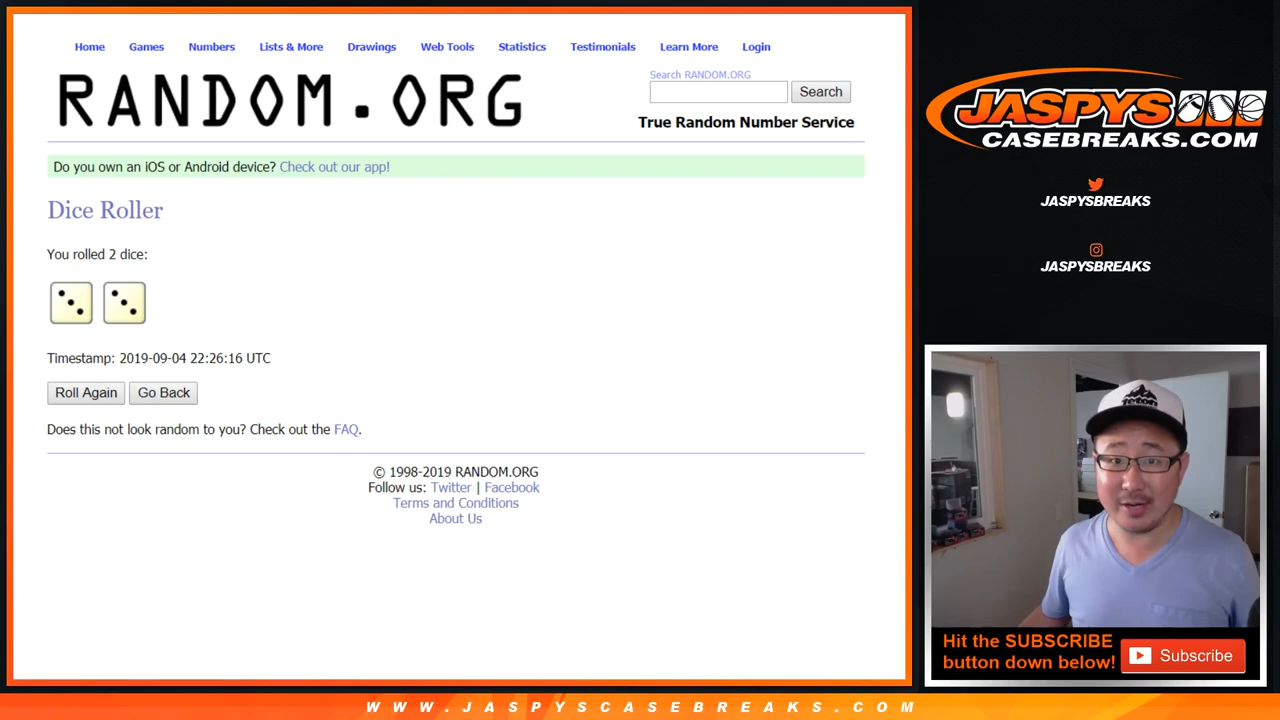 Home Games Numbers Lists & More Drawings Web Tools Statistics Testimonials Learn More Login
RANDOM.ORG
Search RANDOM.ORG
Search
True Random Number Service
Do you own an iOS or Android device? Check out our app!
Dice Roller
You rolled 2 dice:
Timestamp: 2019-09-04 22:26:16 UTC
Roll Again Go Back
Does this not look random to you? Check out the FAQ.
© 1998-2019 RANDOM.ORG
Follow us: Twitter | Facebook
Terms and Conditions
About Us
JASPYS
CASEBREAKS.COM
JASPYSBREAKS
JASPYSBREAKS
Teton
Hit the SUBSCRIBE
button down below!
Subscribe
WWW.JASPYSCASEBREAKS.COM